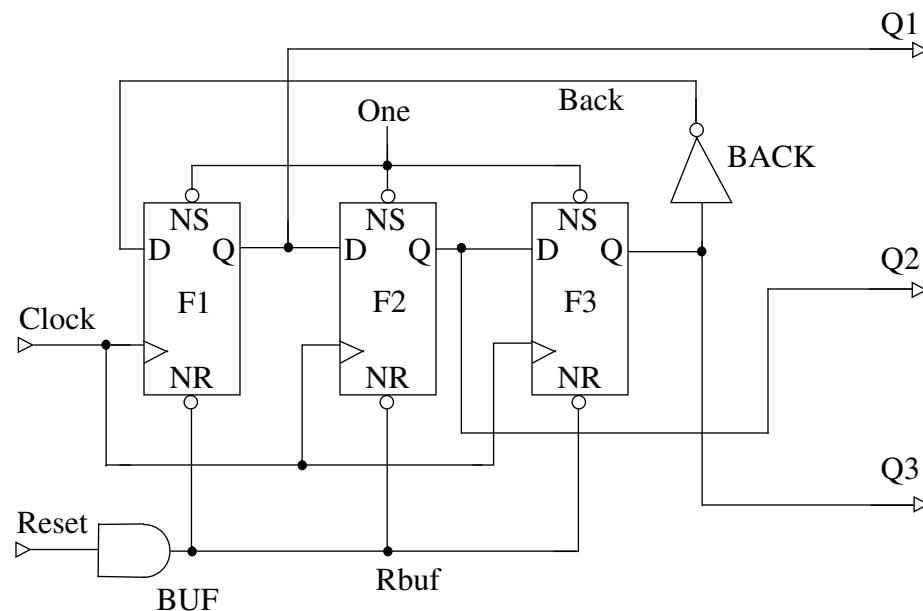 Q1
Back
One
BACK
NS NS NS
D Q D Q D Q
Q2
F1 F2 F3
Clock
NR NR NR
Q3
Reset
Rbuf
BUF